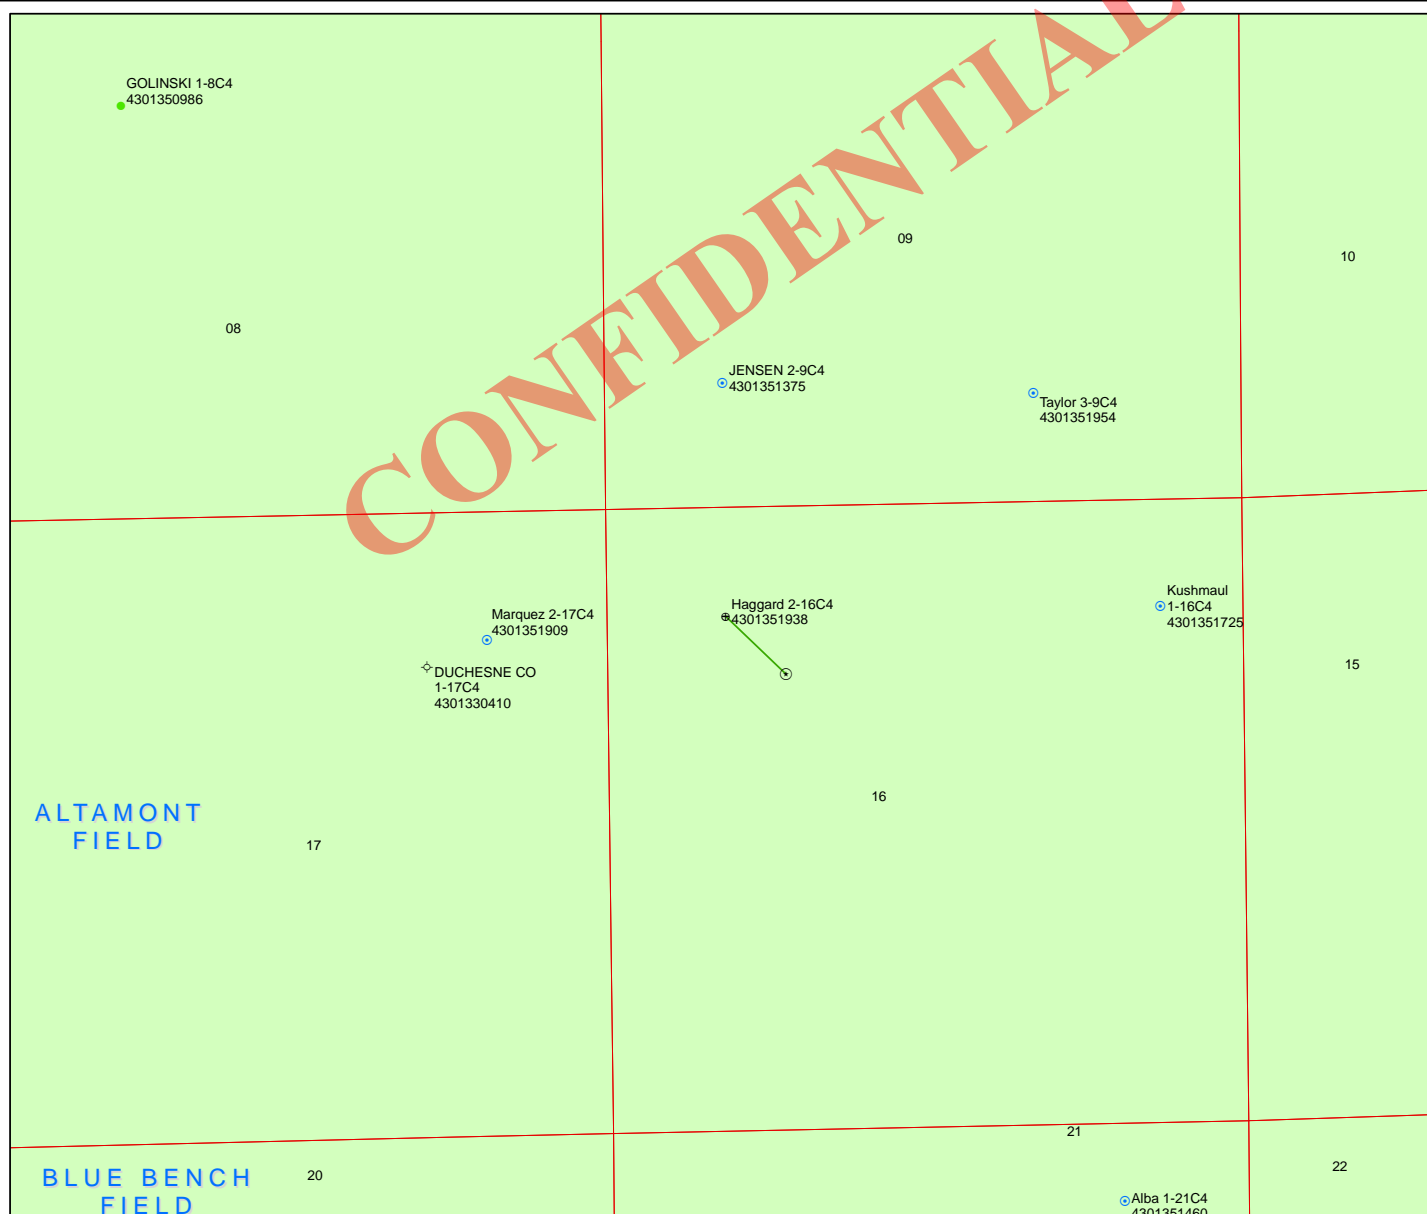 CONFIDENTIAL
GOLINSKI 1-8C4
4301350986
09
10
08
JENSEN 2-9C4
4301351375
Taylor 3-9C4
4301351954
Marquez 2-17C4
4301351909
DUCHESNE CO
1-17C4
4301330410
Haggard 2-16C4
4301351938
Kushmaul
1-16C4
4301351725
15
16
ALTAMONT
FIELD
17
21
22
20
BLUE BENCH
FIELD
Alba 1-21C4
4301351460